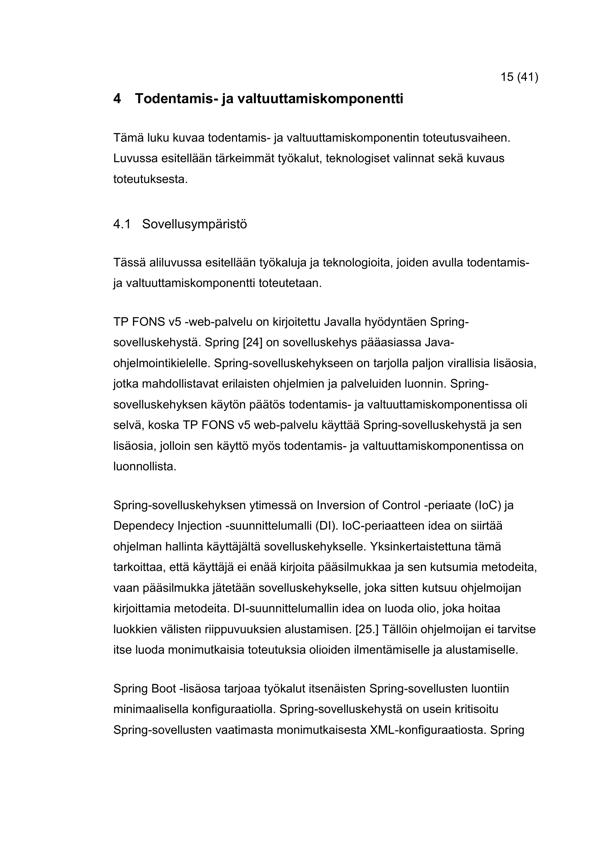 15 (41)
4 Todentamis- ja valtuuttamiskomponentti
Tämä luku kuvaa todentamis- ja valtuuttamiskomponentin toteutusvaiheen.
Luvussa esitellään tärkeimmät työkalut, teknologiset valinnat sekä kuvaus
toteutuksesta.
4.1 Sovellusympäristö
Tässä aliluvussa esitellään työkaluja ja teknologioita, joiden avulla todentamis-
ja valtuuttamiskomponentti toteutetaan.
TP FONS v5 -web-palvelu on kirjoitettu Javalla hyödyntäen Spring-
sovelluskehystä. Spring [24] on sovelluskehys pääasiassa Java-
ohjelmointikielelle. Spring-sovelluskehykseen on tarjolla paljon virallisia lisäosia,
jotka mahdollistavat erilaisten ohjelmien ja palveluiden luonnin. Spring-
sovelluskehyksen käytön päätös todentamis- ja valtuuttamiskomponentissa oli
selvä, koska TP FONS v5 web-palvelu käyttää Spring-sovelluskehystä ja sen
lisäosia, jolloin sen käyttö myös todentamis- ja valtuuttamiskomponentissa on
luonnollista.
Spring-sovelluskehyksen ytimessä on Inversion of Control -periaate (IoC) ja
Dependecy Injection -suunnittelumalli (DI). IoC-periaatteen idea on siirtää
ohjelman hallinta käyttäjältä sovelluskehykselle. Yksinkertaistettuna tämä
tarkoittaa, että käyttäjä ei enää kirjoita pääsilmukkaa ja sen kutsumia metodeita,
vaan pääsilmukka jätetään sovelluskehykselle, joka sitten kutsuu ohjelmoijan
kirjoittamia metodeita. DI-suunnittelumallin idea on luoda olio, joka hoitaa
luokkien välisten riippuvuuksien alustamisen. [25.] Tällöin ohjelmoijan ei tarvitse
itse luoda monimutkaisia toteutuksia olioiden ilmentämiselle ja alustamiselle.
Spring Boot -lisäosa tarjoaa työkalut itsenäisten Spring-sovellusten luontiin
minimaalisella konfiguraatiolla. Spring-sovelluskehystä on usein kritisoitu
Spring-sovellusten vaatimasta monimutkaisesta XML-konfiguraatiosta. Spring